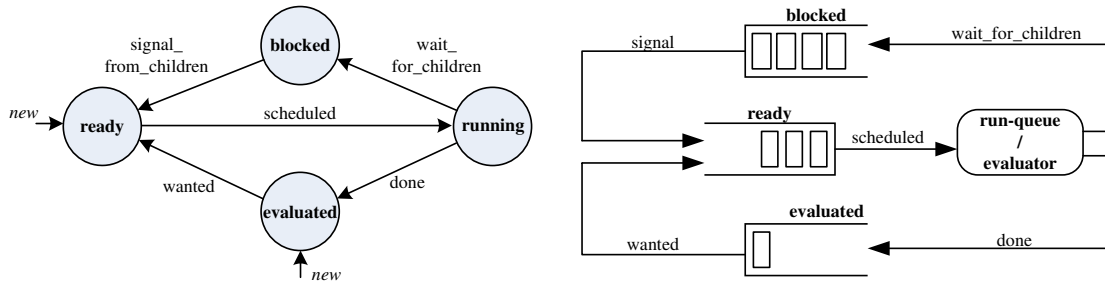 blocked
signal_
from_children
wait_
for_children
new
ready
scheduled
running
wanted
done
evaluated
new
blocked
signal
wait_for_children
ready
scheduled
run-queue
/
evaluator
evaluated
wanted
done